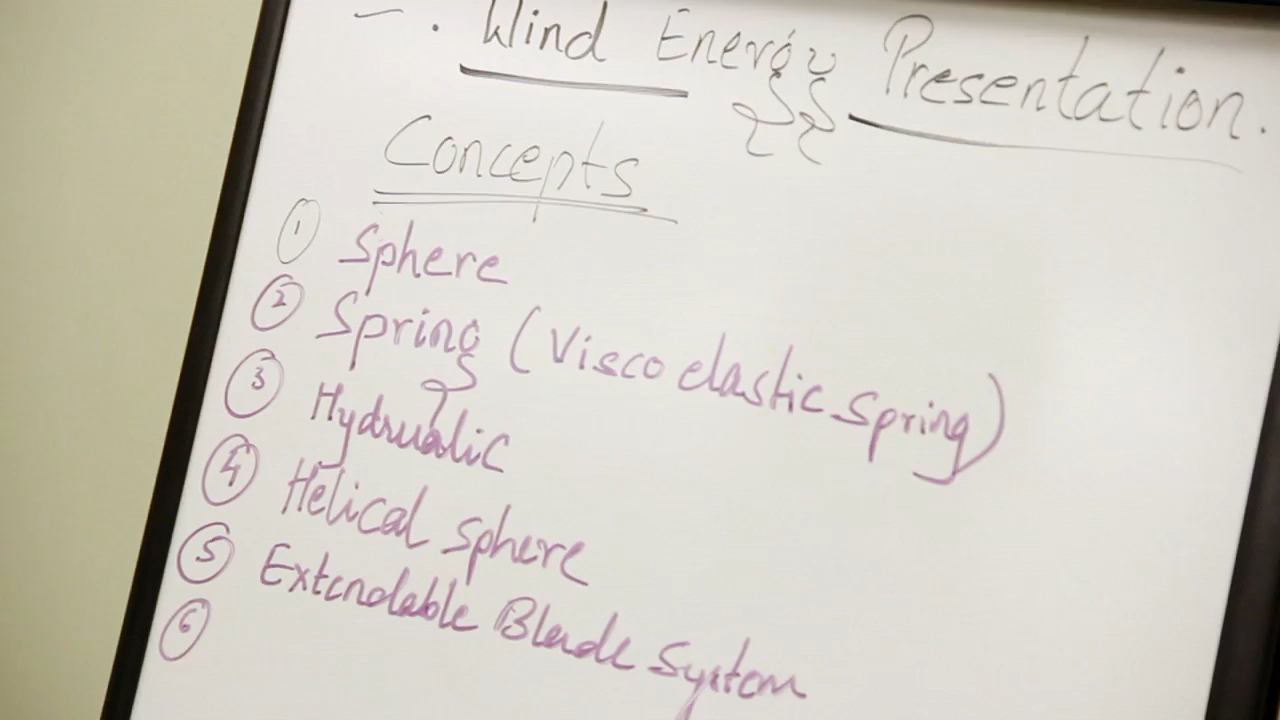 – . Wind Energy Presentation.
Concepts
① Sphere
② Spring (Visco elastic spring)
③ Hydrualic
④ Helical sphere
⑤ Extendable Blade System
⑥